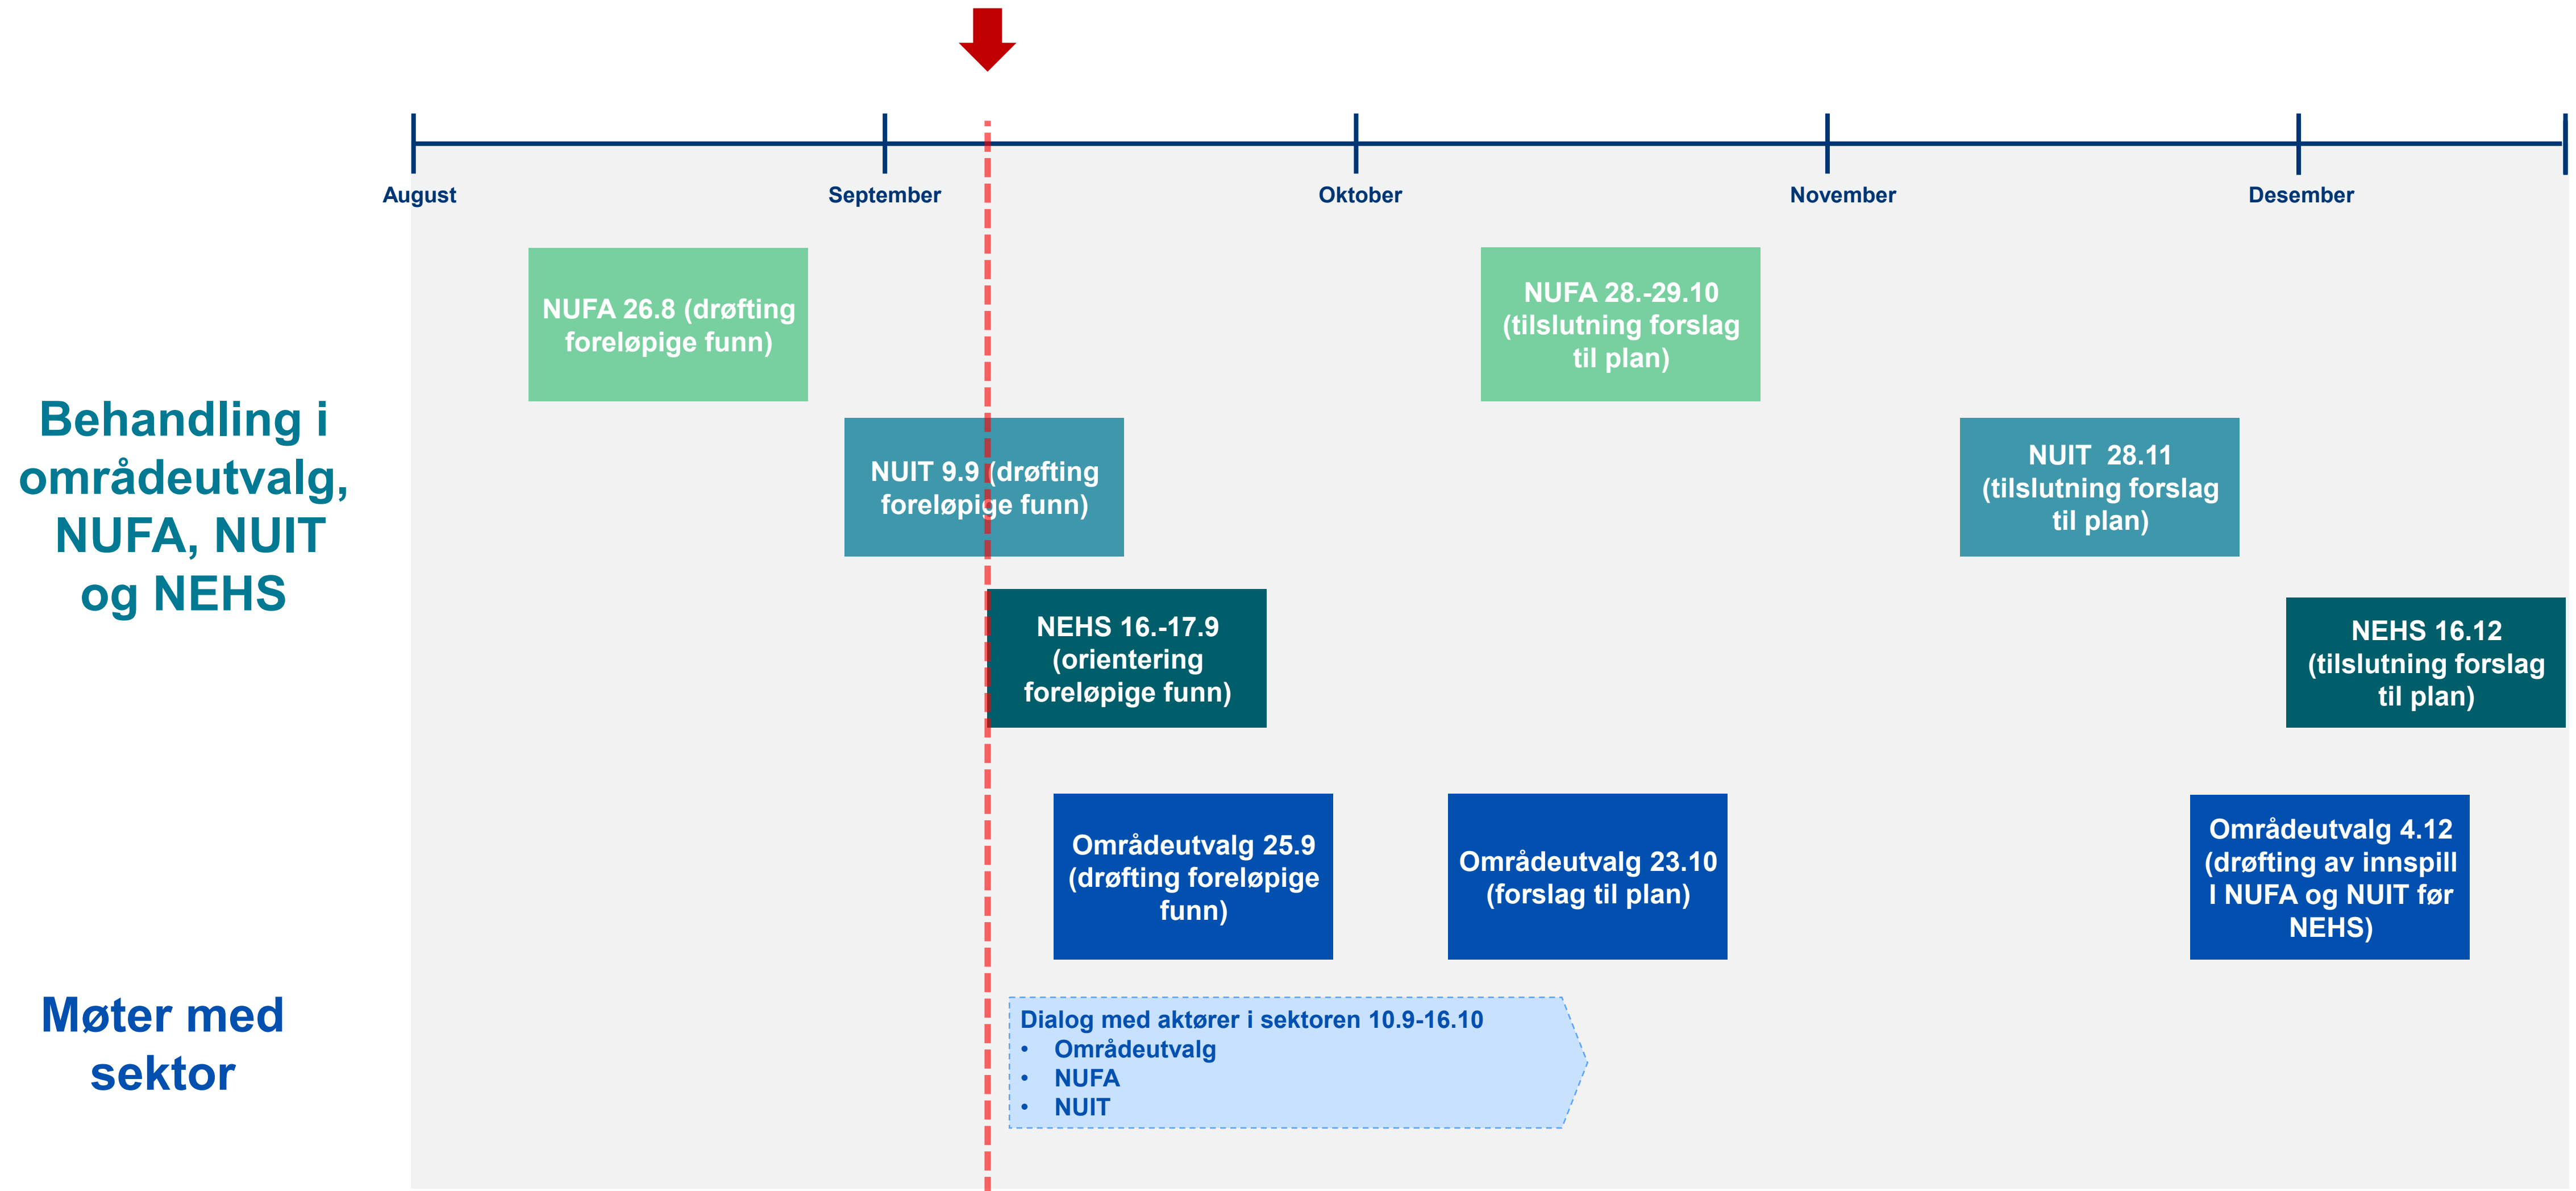 August
September
Oktober
November
Desember
Behandling i
områdeutvalg,
NUFA, NUIT
og NEHS
NUFA 26.8 (drøfting
foreløpige funn)
NUFA 28.-29.10
(tilslutning forslag
til plan)
NUIT 9.9 (drøfting
foreløpige funn)
NUIT  28.11
(tilslutning forslag
til plan)
NEHS 16.-17.9
(orientering
foreløpige funn)
NEHS 16.12
(tilslutning forslag
til plan)
Områdeutvalg 25.9
(drøfting foreløpige
funn)
Områdeutvalg 23.10
(forslag til plan)
Områdeutvalg 4.12
(drøfting av innspill
I NUFA og NUIT før
NEHS)
Møter med
sektor
Dialog med aktører i sektoren 10.9-16.10
• Områdeutvalg
• NUFA
• NUIT